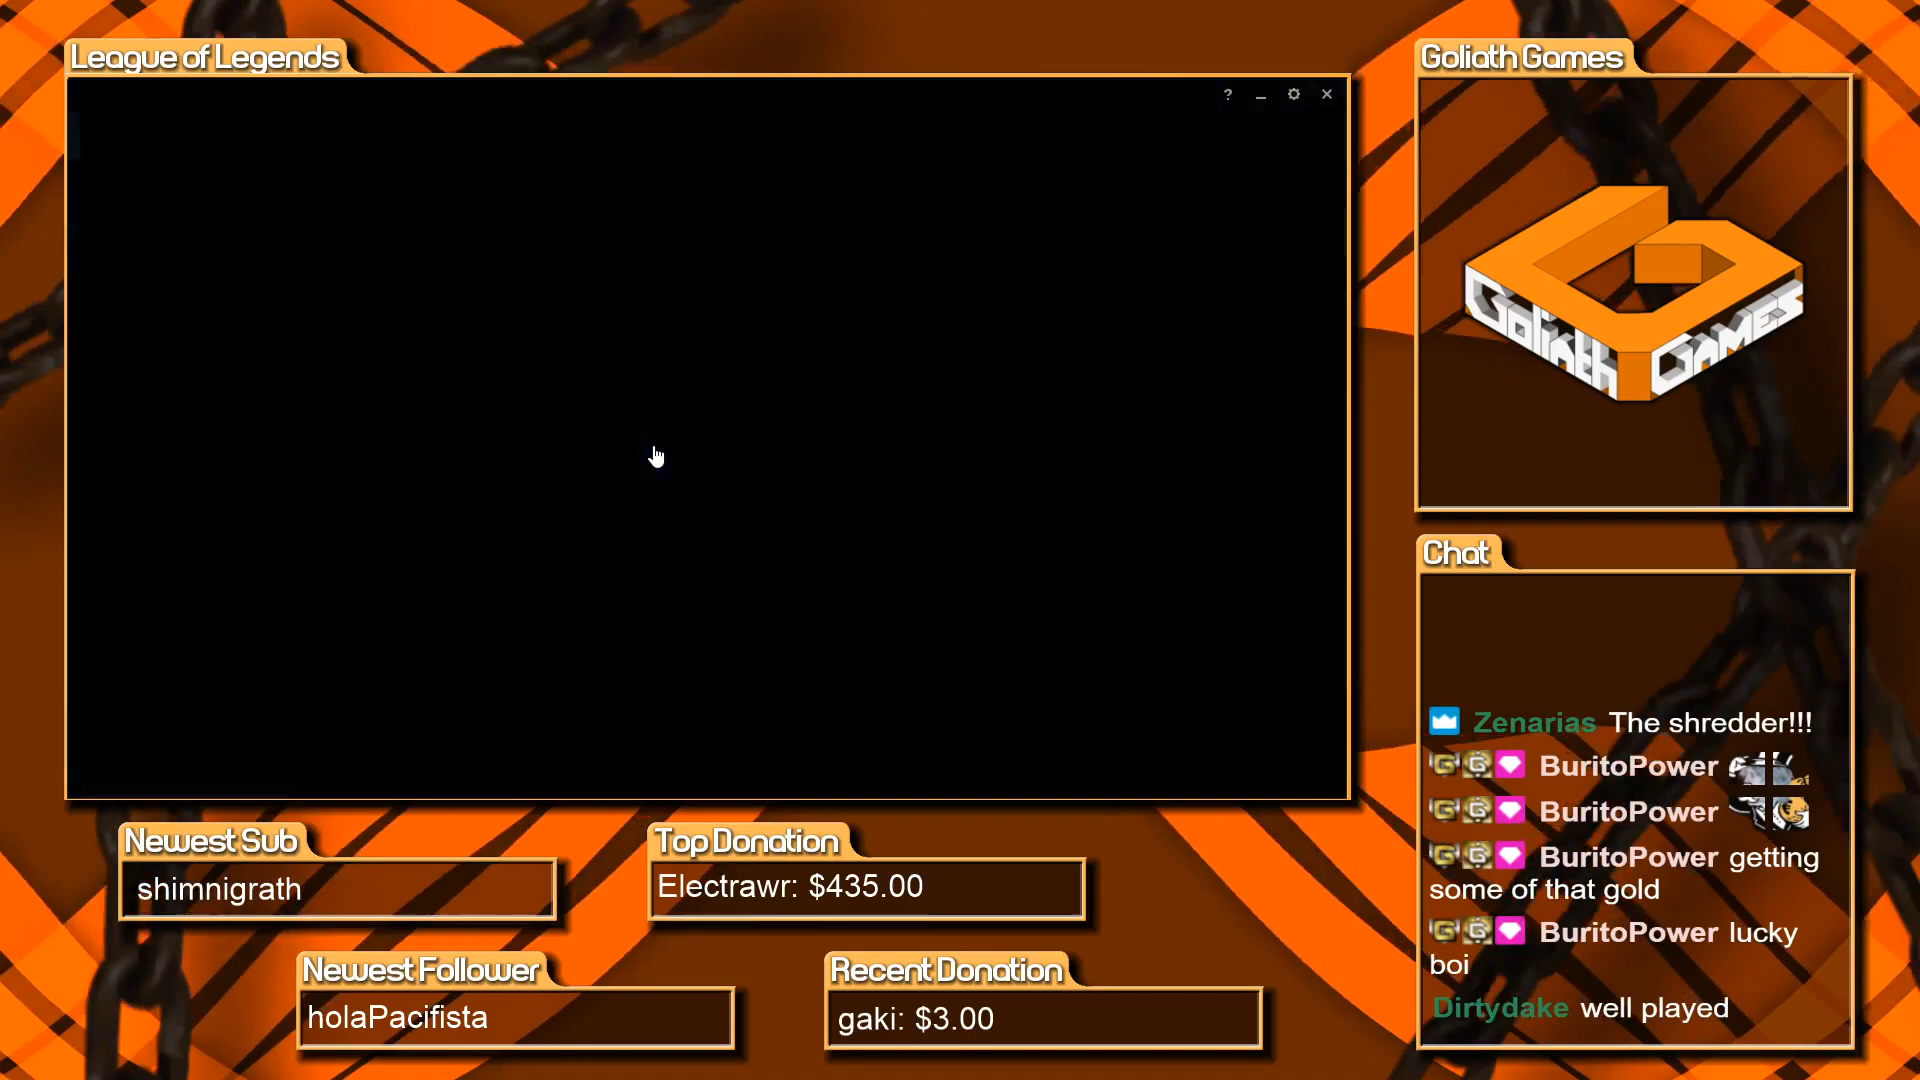 League of Legends
?
Goliath Games
Goliath GAMES
Chat
Zenarias The shredder!!!
BuritoPower
BuritoPower
BuritoPower getting
some of that gold
BuritoPower lucky
boi
Dirtydake well played
Newest Sub
shimnigrath
Top Donation
Electrawr: $435.00
Newest Follower
holaPacifista
Recent Donation
gaki: $3.00